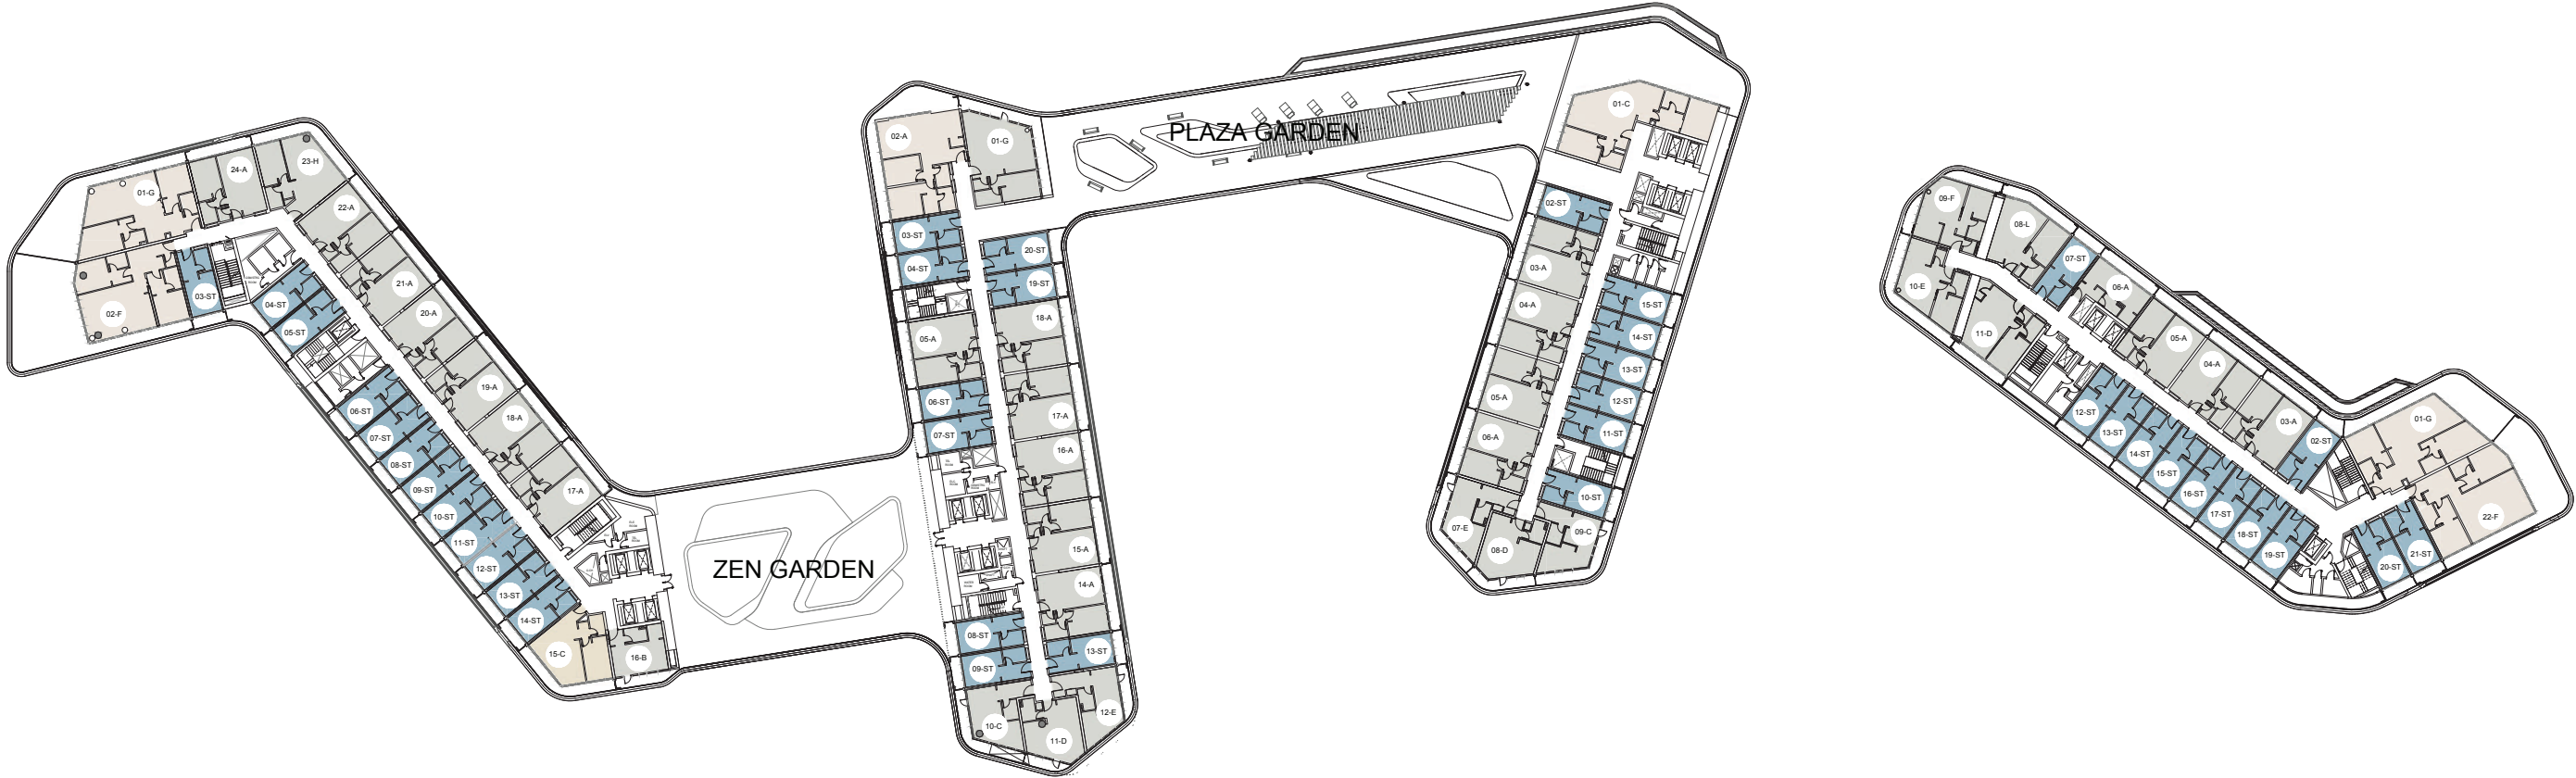 01-G
24-A
23-H
22-A
21-A
20-A
19-A
18-A
17-A
02-F
03-ST
04-ST
05-ST
06-ST
07-ST
08-ST
09-ST
10-ST
11-ST
12-ST
13-ST
14-ST
15-C
16-B
ZEN GARDEN
02-A
01-G
03-ST
04-ST
05-A
06-ST
07-ST
08-ST
09-ST
10-C
11-D
12-E
13-ST
14-A
15-A
16-A
17-A
18-A
19-ST
20-ST
PLAZA GARDEN
01-C
02-ST
03-A
04-A
05-A
06-A
07-E
08-D
09-C
10-ST
11-ST
12-ST
13-ST
14-ST
15-ST
09-F
08-L
07-ST
06-A
05-A
04-A
03-A
02-ST
01-G
10-E
11-D
12-ST
13-ST
14-ST
15-ST
16-ST
17-ST
18-ST
19-ST
20-ST
21-ST
22-F